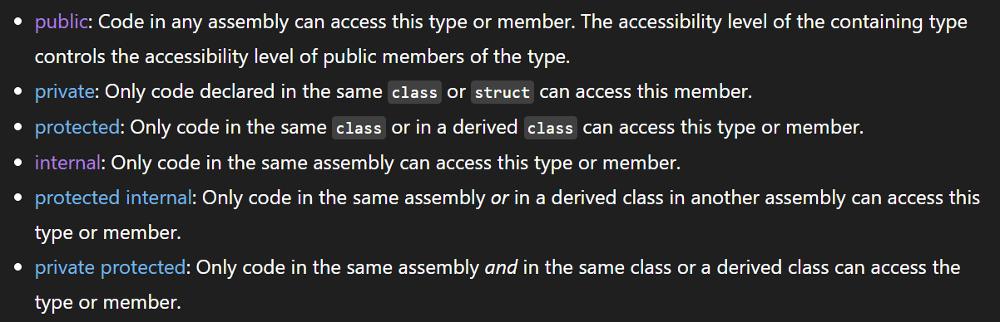 • public: Code in any assembly can access this type or member. The accessibility level of the containing type
controls the accessibility level of public members of the type.
• private: Only code declared in the same class or struct can access this member.
• protected: Only code in the same class or in a derived class can access this type or member.
• internal: Only code in the same assembly can access this type or member.
• protected internal: Only code in the same assembly or in a derived class in another assembly can access this
type or member.
• private protected: Only code in the same assembly and in the same class or a derived class can access the
type or member.